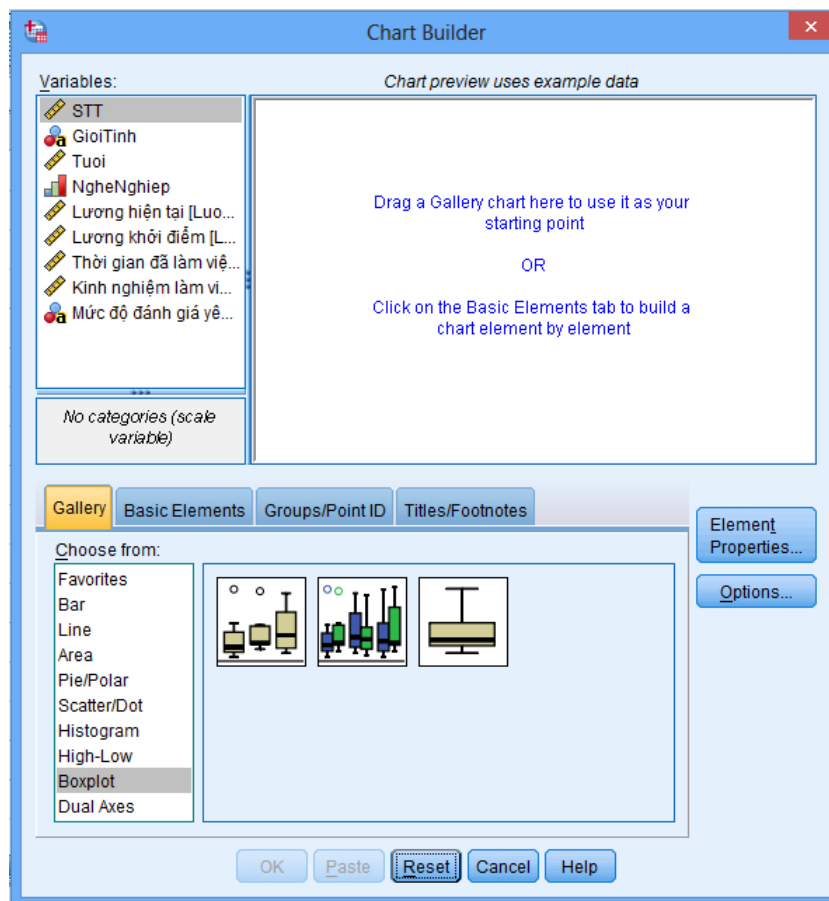 Chart Builder
Variables:
Chart preview uses example data
STT
GioiTinh
Tuoi
NgheNghiep
Lương hiện tại [Luo...
Lương khởi điểm [L...
Thời gian đã làm việ...
Kinh nghiệm làm vi...
Mức độ đánh giá yê...
No categories (scale
variable)
Drag a Gallery chart here to use it as your
starting point
OR
Click on the Basic Elements tab to build a
chart element by element
Gallery
Basic Elements
Groups/Point ID
Titles/Footnotes
Choose from:
Favorites
Bar
Line
Area
Pie/Polar
Scatter/Dot
Histogram
High-Low
Boxplot
Dual Axes
Element
Properties...
Options...
OK
Paste
Reset
Cancel
Help